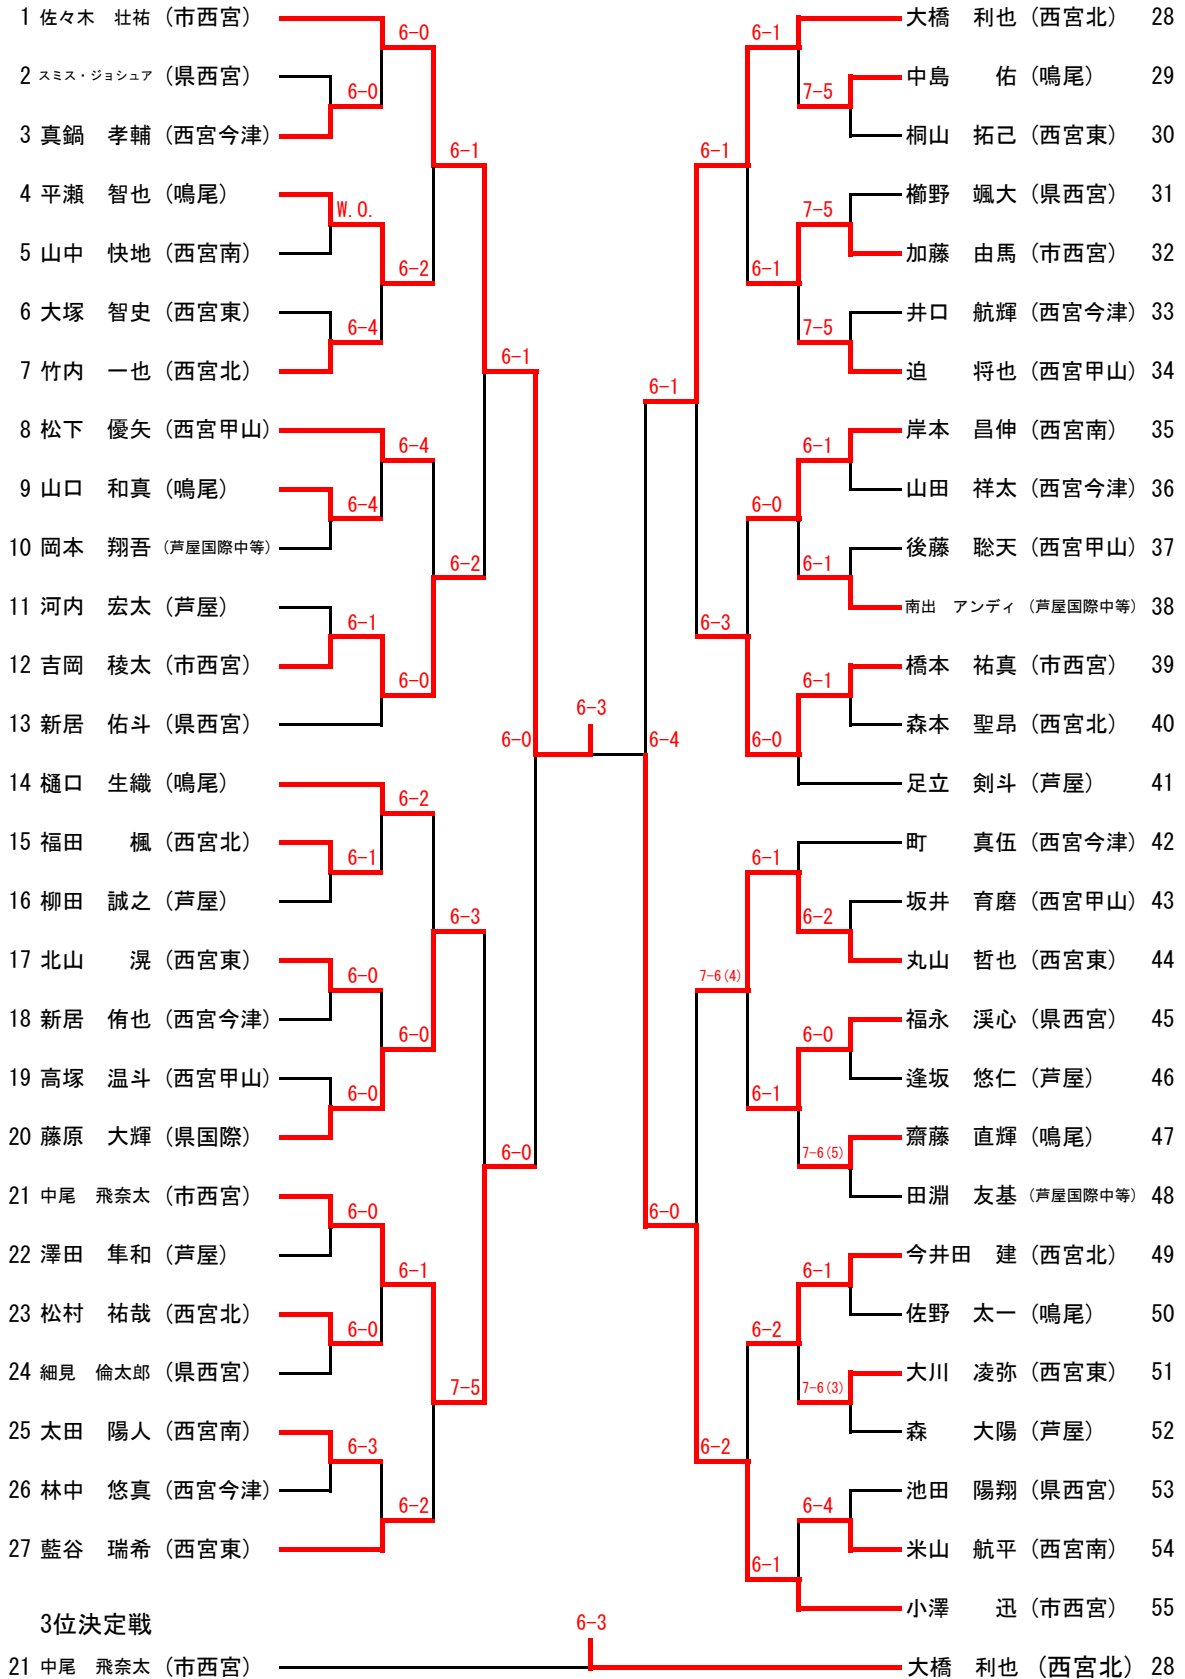 1 佐々木 壮祐 (市西宮) 6-0 6-1 大橋 利也 (西宮北) 28
2 スミス・ジョシュア (県西宮) 6-0 7-5 中島 佑 (鳴尾) 29
3 真鍋 孝輔 (西宮今津) 6-1 6-1 桐山 拓己 (西宮東) 30
4 平瀬 智也 (鳴尾) W.O. 7-5 櫛野 颯大 (県西宮) 31
5 山中 快地 (西宮南) 6-2 6-1 加藤 由馬 (市西宮) 32
6 大塚 智史 (西宮東) 6-4 7-5 井口 航輝 (西宮今津) 33
7 竹内 一也 (西宮北) 6-1 6-1 迫 将也 (西宮甲山) 34
8 松下 優矢 (西宮甲山) 6-4 6-1 岸本 昌伸 (西宮南) 35
9 山口 和真 (鳴尾) 6-4 6-0 山田 祥太 (西宮今津) 36
10 岡本 翔吾 (芦屋国際中等) 6-2 6-1 後藤 聡天 (西宮甲山) 37
11 河内 宏太 (芦屋) 6-1 6-3 南出 アンディ (芦屋国際中等) 38
12 吉岡 稜太 (市西宮) 6-0 6-1 橋本 祐真 (市西宮) 39
13 新居 佑斗 (県西宮) 6-0 6-3 6-4 6-0 森本 聖昂 (西宮北) 40
14 樋口 生織 (鳴尾) 6-2 足立 剣斗 (芦屋) 41
15 福田 楓 (西宮北) 6-1 6-1 町 真伍 (西宮今津) 42
16 柳田 誠之 (芦屋) 6-3 6-2 坂井 育磨 (西宮甲山) 43
17 北山 滉 (西宮東) 6-0 7-6(4) 丸山 哲也 (西宮東) 44
18 新居 侑也 (西宮今津) 6-0 6-0 福永 渓心 (県西宮) 45
19 高塚 温斗 (西宮甲山) 6-0 6-1 逢坂 悠仁 (芦屋) 46
20 藤原 大輝 (県国際) 6-0 7-6(5) 齋藤 直輝 (鳴尾) 47
21 中尾 飛奈太 (市西宮) 6-0 6-0 田淵 友基 (芦屋国際中等) 48
22 澤田 隼和 (芦屋) 6-1 6-1 今井田 建 (西宮北) 49
23 松村 祐哉 (西宮北) 6-0 6-2 佐野 太一 (鳴尾) 50
24 細見 倫太郎 (県西宮) 7-5 7-6(3) 大川 凌弥 (西宮東) 51
25 太田 陽人 (西宮南) 6-3 6-2 森 大陽 (芦屋) 52
26 林中 悠真 (西宮今津) 6-2 6-4 池田 陽翔 (県西宮) 53
27 藍谷 瑞希 (西宮東) 6-1 米山 航平 (西宮南) 54
小澤 迅 (市西宮) 55
3位決定戦 6-3
21 中尾 飛奈太 (市西宮) 大橋 利也 (西宮北) 28